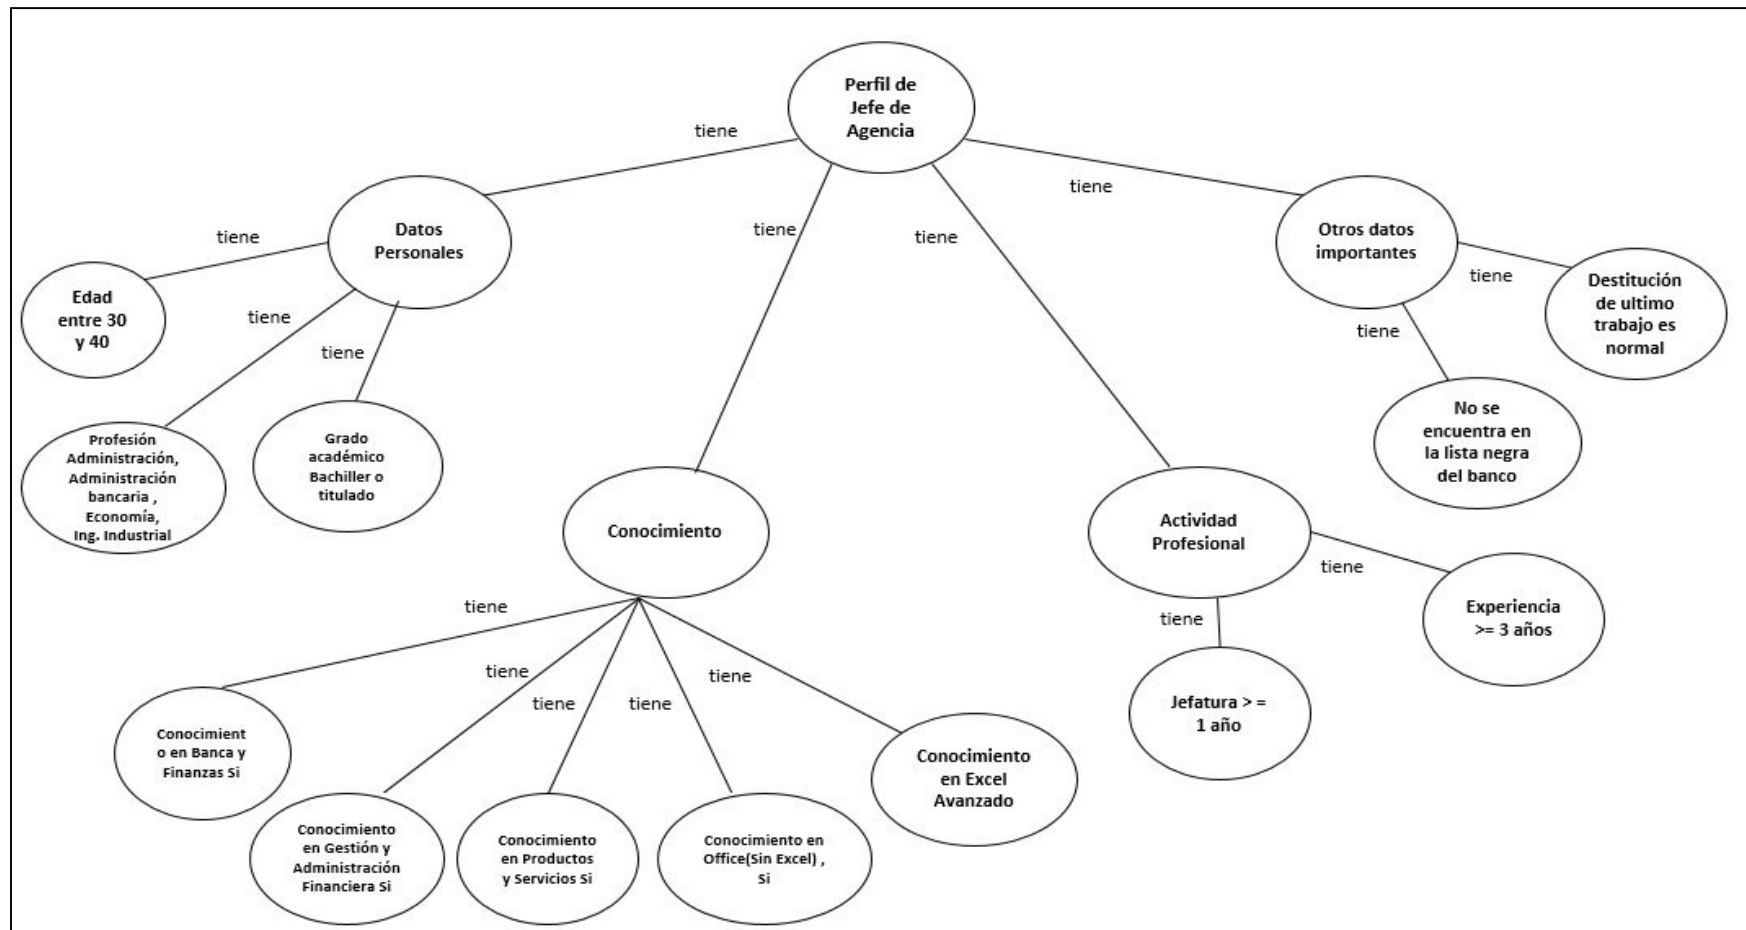 Perfil de
Jefe de
Agencia
tiene
tiene
tiene
tiene
Datos
Personales
Otros datos
importantes
tiene
tiene
tiene
Edad
entre 30
y 40
Profesión
Administración,
Administración
bancaria ,
Economía,
Ing. Industrial
Grado
académico
Bachiller o
titulado
tiene
tiene
Destitución
de ultimo
trabajo es
normal
No se
encuentra en
la lista negra
del banco
Conocimiento
Actividad
Profesional
tiene
tiene
tiene
tiene
tiene
tiene
tiene
Conocimient
o en Banca y
Finanzas Si
Conocimiento
en Gestión y
Administración
Financiera Si
Conocimiento
en Productos
y Servicios Si
Conocimiento en
Office(Sin Excel) ,
Si
Conocimiento
en Excel
Avanzado
Jefatura > =
1 año
Experiencia
>= 3 años